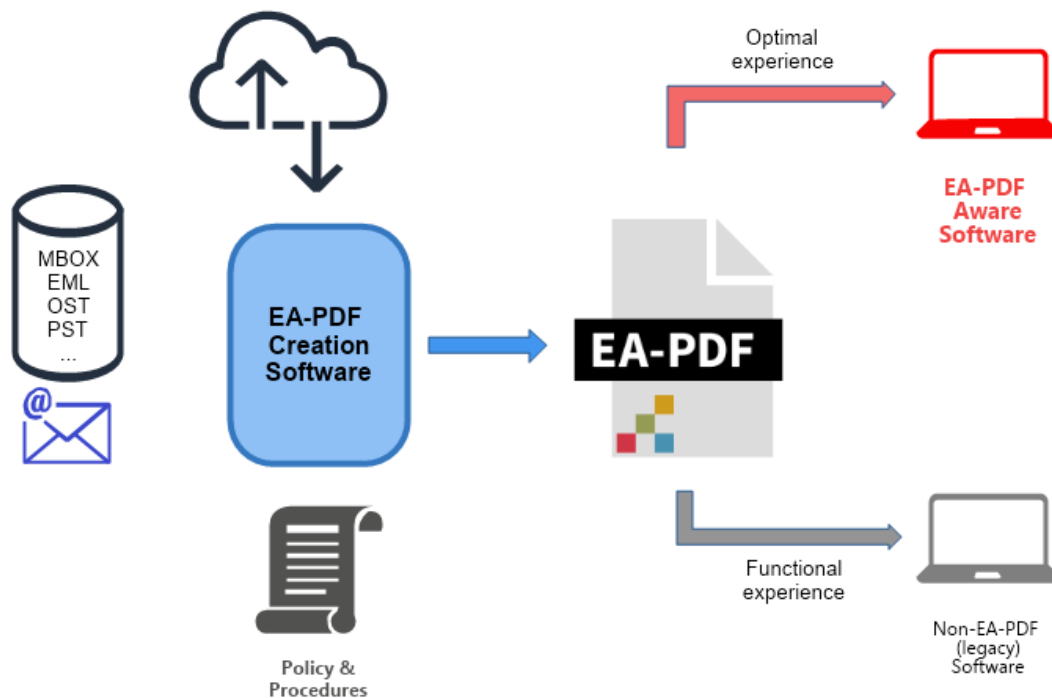 MBOX
EML
OST
PST
...
@
EA-PDF
Creation
Software
Policy &
Procedures
EA-PDF
Optimal
experience
EA-PDF
Aware
Software
Functional
experience
Non-EA-PDF
(legacy)
Software